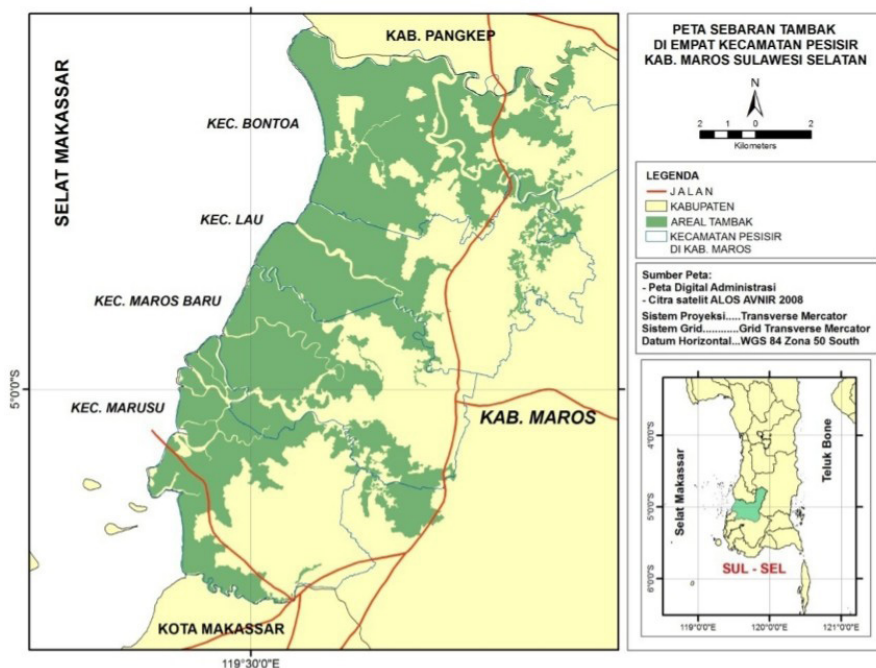 KAB. PANGKEP
SELAT MAKASSAR
KEC. BONTOA
KEC. LAU
KEC. MAROS BARU
KEC. MARUSU
KAB. MAROS
KOTA MAKASSAR
5°0'0"S
119°30'0"E
PETA SEBARAN TAMBAK
DI EMPAT KECAMATAN PESISIR
KAB. MAROS SULAWESI SELATAN
N
2 1 0 2
Kilometers
LEGENDA
JALAN
KABUPATEN
AREAL TAMBAK
KECAMATAN PESISIR
DI KAB. MAROS
Sumber Peta:
- Peta Digital Administrasi
- Citra satelit ALOS AVNIR 2008
Sistem Proyeksi.....Transverse Mercator
Sistem Grid............Grid Transverse Mercator
Datum Horizontal...WGS 84 Zona 50 South
4°0'0"S
5°0'0"S
6°0'0"S
Selat Makassar
Teluk Bone
SUL - SEL
119°0'0"E 120°0'0"E 121°0'0"E